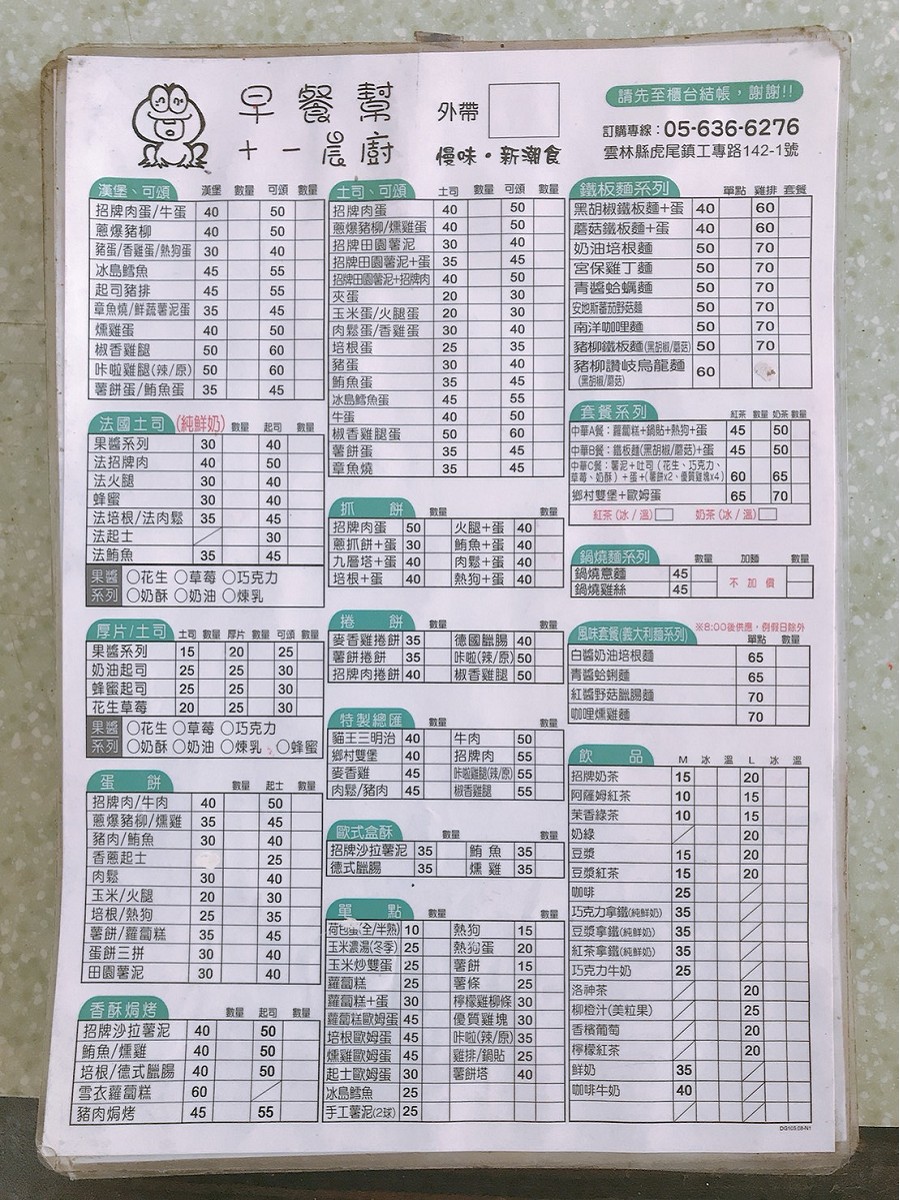 早餐幫
十一晨廚
外帶
慢味・新潮食
請先至櫃台結帳，謝謝!!
訂購專線：05-636-6276
雲林縣虎尾鎮工專路142-1號
漢堡、可頌 漢堡 數量 可頌 數量
招牌肉蛋/牛蛋 40 50
蔥爆豬柳 40 50
豬蛋/香雞蛋/熱狗蛋 30 40
冰島鱈魚 45 55
起司豬排 45 55
章魚燒/鮮蔬薯泥蛋 35 45
燻雞蛋 40 50
椒香雞腿 50 60
咔啦雞腿(辣/原) 50 60
薯餅蛋/鮪魚蛋 35 45
法國土司 (純鮮奶) 數量 起司 數量
果醬系列 30 40
法招牌肉 40 50
法火腿 30 40
蜂蜜 30 40
法培根/法肉鬆 35 45
法起士 30
法鮪魚 35 45
果醬系列 ○花生 ○草莓 ○巧克力
○奶酥 ○奶油 ○煉乳
厚片/土司 土司 數量 厚片 數量 可頌 數量
果醬系列 15 20 25
奶油起司 25 25 30
蜂蜜起司 25 25 30
花生草莓 20 25 30
果醬系列 ○花生 ○草莓 ○巧克力
○奶酥 ○奶油 ○煉乳 ○蜂蜜
蛋餅 數量 起士 數量
招牌肉/牛肉 40 50
蔥爆豬柳/燻雞 35 45
豬肉/鮪魚 30 40
香蔥起士 25
肉鬆 30 40
玉米/火腿 20 30
培根/熱狗 25 35
薯餅/蘿蔔糕 35 45
蛋餅三拼 30 40
田園薯泥 30 40
香酥焗烤 數量 起司 數量
招牌沙拉薯泥 40 50
鮪魚/燻雞 40 50
培根/德式臘腸 40 50
雪衣蘿蔔糕 60
豬肉焗烤 45 55
土司、可頌 土司 數量 可頌 數量
招牌肉蛋 40 50
蔥爆豬柳/燻雞蛋 40 50
招牌田園薯泥 30 40
招牌田園薯泥+蛋 35 45
招牌田園薯泥+招牌肉 40 50
夾蛋 20 30
玉米蛋/火腿蛋 20 30
肉鬆蛋/香雞蛋 30 40
培根蛋 25 35
豬蛋 30 40
鮪魚蛋 35 45
冰島鱈魚蛋 45 55
牛蛋 40 50
椒香雞腿蛋 50 60
薯餅蛋 35 45
章魚燒 35 45
抓餅 數量 數量
招牌肉蛋 50 火腿+蛋 40
蔥抓餅+蛋 30 鮪魚+蛋 40
九層塔+蛋 40 肉鬆+蛋 40
培根+蛋 40 熱狗+蛋 40
捲餅 數量 數量
麥香雞捲餅 35 德國臘腸 40
薯餅捲餅 35 咔啦(辣/原) 50
招牌肉捲餅 40 椒香雞腿 50
特製總匯 數量 數量
貓王三明治 40 牛肉 50
鄉村雙堡 40 招牌肉 55
麥香雞 45 咔啦雞腿(辣/原) 55
肉鬆/豬肉 45 椒香雞腿 55
歐式盒酥 數量 數量
招牌沙拉薯泥 35 鮪魚 35
德式臘腸 35 燻雞 35
單點 數量 數量
荷包蛋(全/半熟) 10 熱狗 15
玉米濃湯(冬季) 25 熱狗蛋 20
玉米炒雙蛋 25 薯餅 15
蘿蔔糕 25 薯條 25
蘿蔔糕+蛋 30 檸檬雞柳條 30
蘿蔔糕歐姆蛋 45 優質雞塊 30
培根歐姆蛋 45 咔啦(辣/原) 35
燻雞歐姆蛋 45 雞排/鍋貼 25
起士歐姆蛋 30 薯餅塔 40
冰島鱈魚 25
手工薯泥(2球) 25
鐵板麵系列 單點 雞排 套餐
黑胡椒鐵板麵+蛋 40 60
蘑菇鐵板麵+蛋 40 60
奶油培根麵 50 70
宮保雞丁麵 50 70
青醬蛤蠣麵 50 70
安地斯蕃茄野菇麵 50 70
南洋咖哩麵 50 70
豬柳鐵板麵(黑胡椒/蘑菇) 50 70
豬柳讚岐烏龍麵 60
(黑胡椒/蘑菇)
套餐系列 紅茶 數量 奶茶 數量
中華A餐：蘿蔔糕+鍋貼+熱狗+蛋 45 50
中華B餐：鐵板麵(黑胡椒/蘑菇)+蛋 45 50
中華C餐：薯泥+吐司(花生、巧克力、
草莓、奶酥)+蛋+(薯餅x2、優質雞塊x4) 60 65
鄉村雙堡+歐姆蛋 65 70
紅茶(冰/溫)□ 奶茶(冰/溫)□
鍋燒麵系列 數量 加麵 數量
鍋燒意麵 45 不加價
鍋燒雞絲 45
風味套餐(義大利麵系列) ※8:00後供應，例假日除外
單點 數量
白醬奶油培根麵 65
青醬蛤蜊麵 65
紅醬野菇臘腸麵 70
咖哩燻雞麵 70
飲品 M 冰 溫 L 冰 溫
招牌奶茶 15 20
阿薩姆紅茶 10 15
茉香綠茶 10 15
奶綠 20
豆漿 15 20
豆漿紅茶 15 20
咖啡 25
巧克力拿鐵(純鮮奶) 35
豆漿拿鐵(純鮮奶) 35
紅茶拿鐵(純鮮奶) 35
巧克力牛奶 25
洛神茶 20
柳橙汁(美粒果) 25
香檳葡萄 20
檸檬紅茶 20
鮮奶 35
咖啡牛奶 40
DG105.08-N1